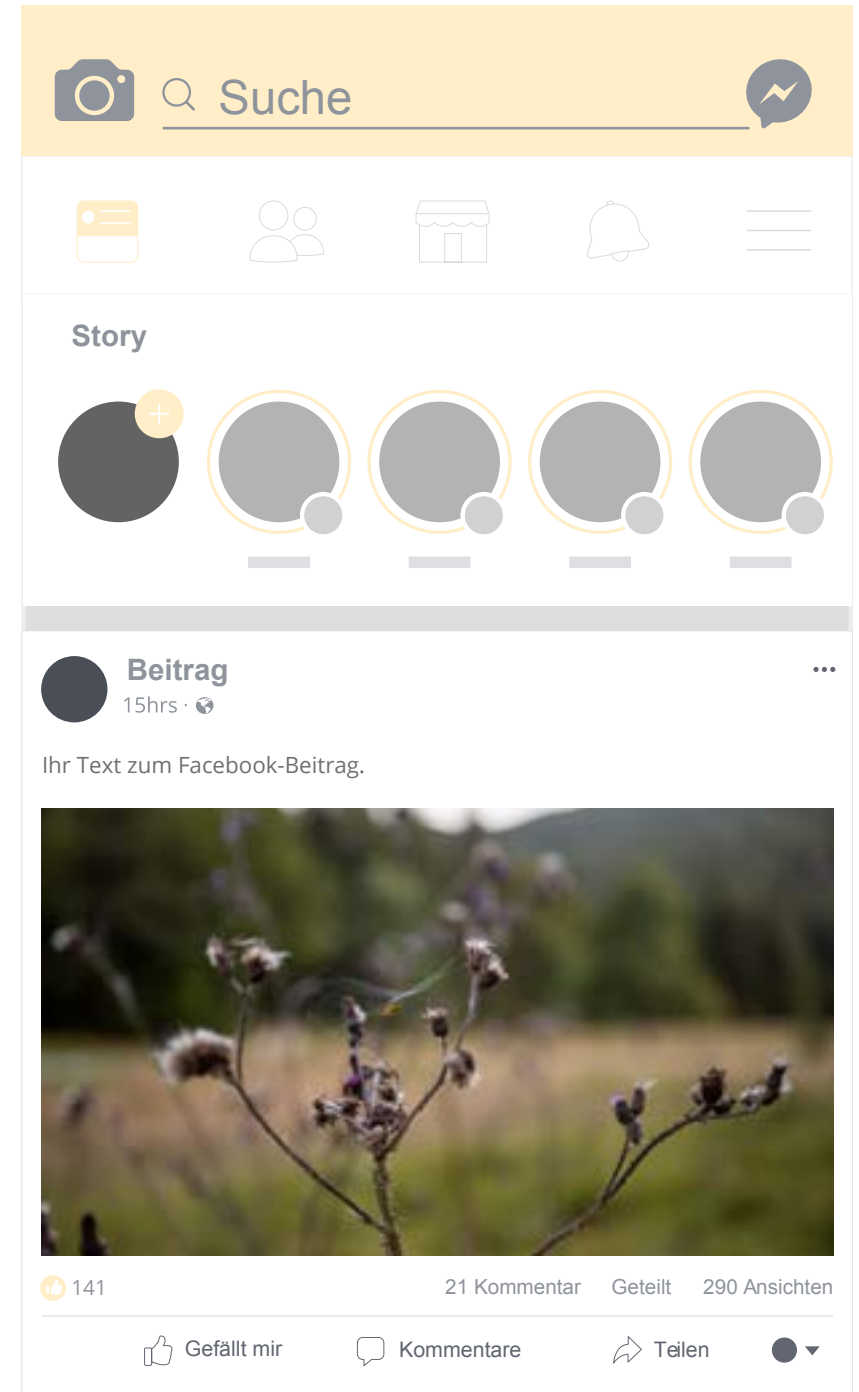 Suche
Story
Beitrag
15hrs ·
Ihr Text zum Facebook-Beitrag.
141 21 Kommentar Geteilt 290 Ansichten
Gefällt mir Kommentare Teilen